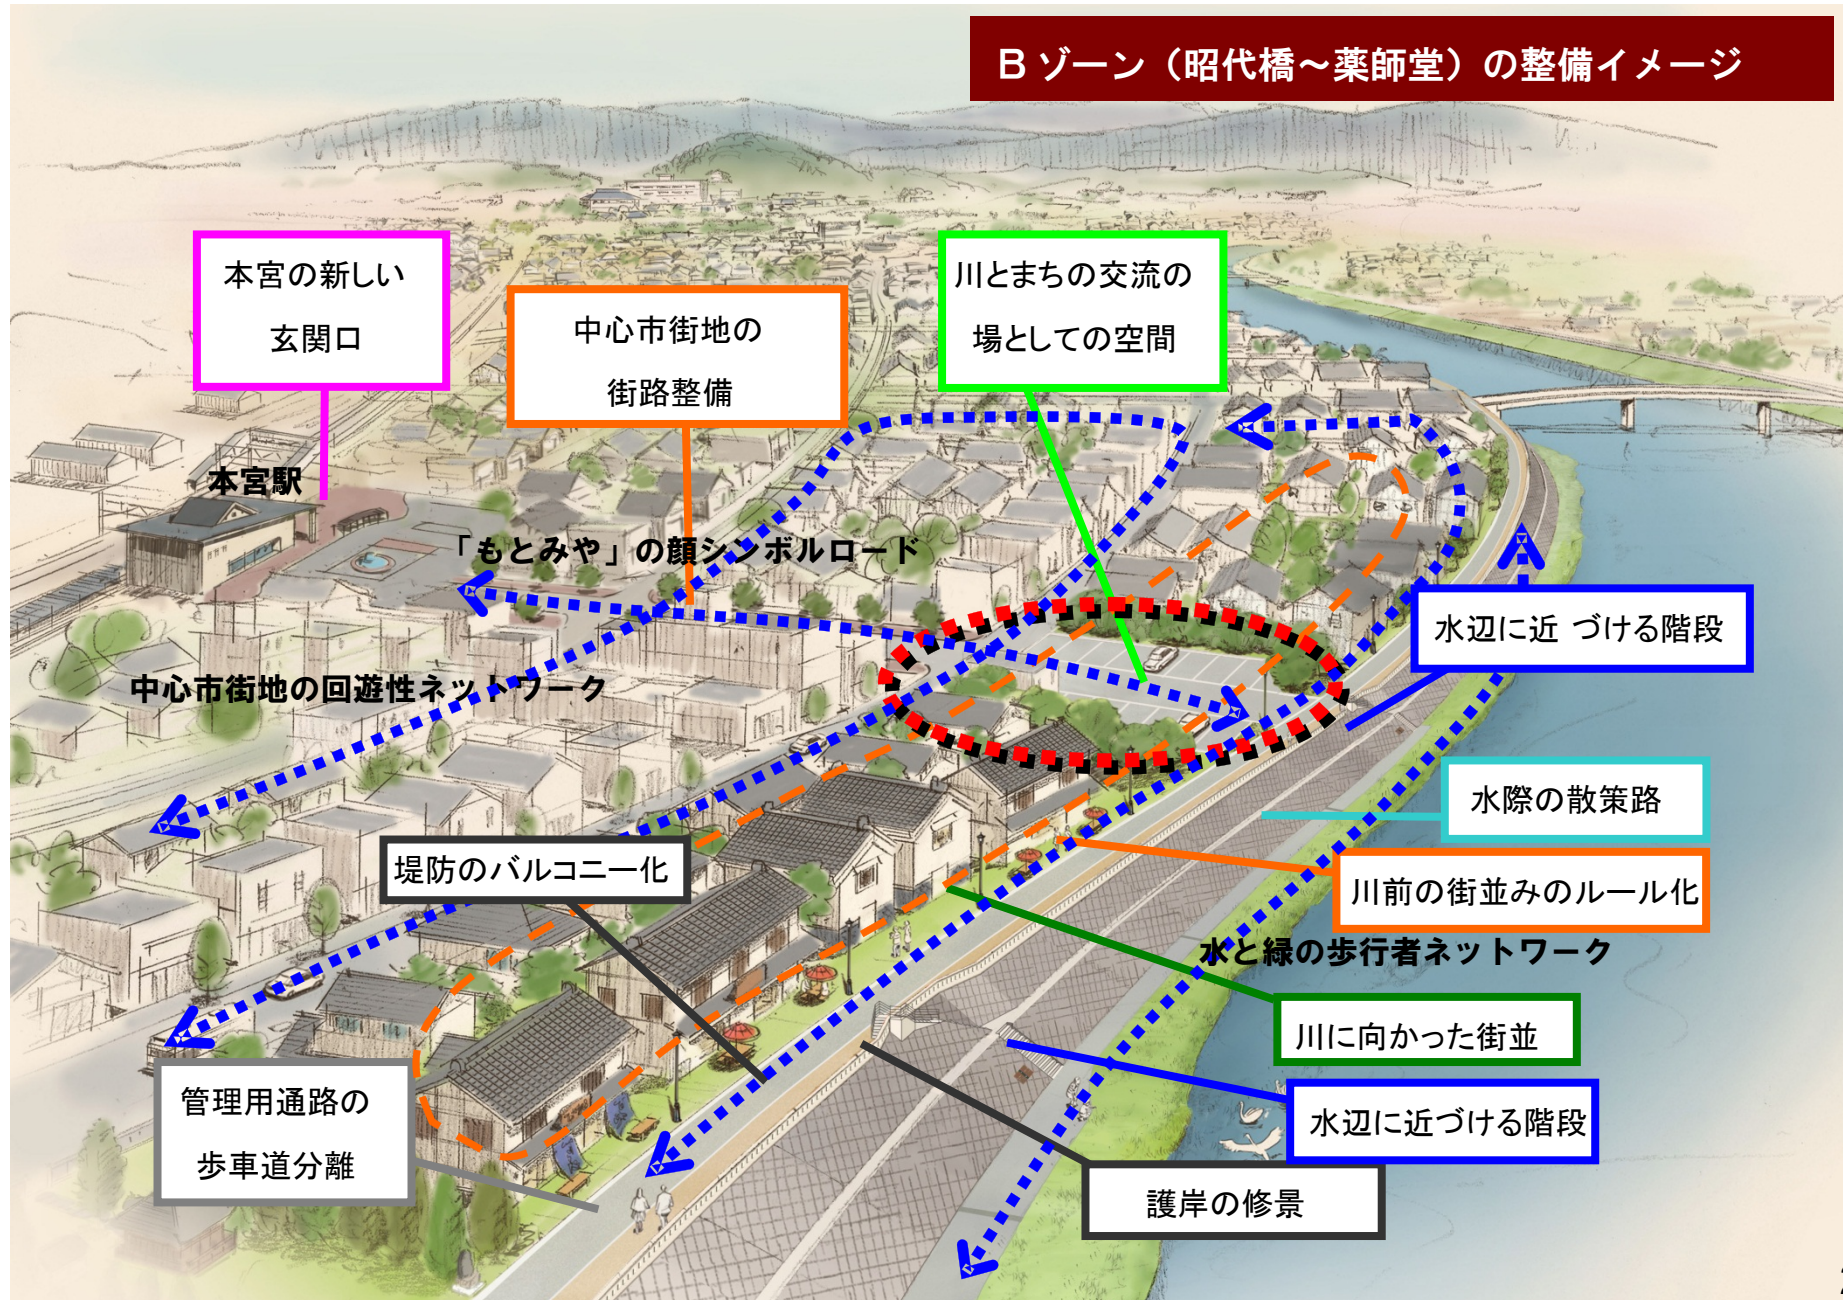 Bゾーン（昭代橋～薬師堂）の整備イメージ
本宮の新しい
玄関口
中心市街地の
街路整備
川とまちの交流の
場としての空間
本宮駅
「もとみや」の顔シンボルロード
水辺に近 づける階段
中心市街地の回遊性ネットワーク
水際の散策路
堤防のバルコニー化
川前の街並みのルール化
水と緑の歩行者ネットワーク
川に向かった街並
管理用通路の
歩車道分離
水辺に近づける階段
護岸の修景